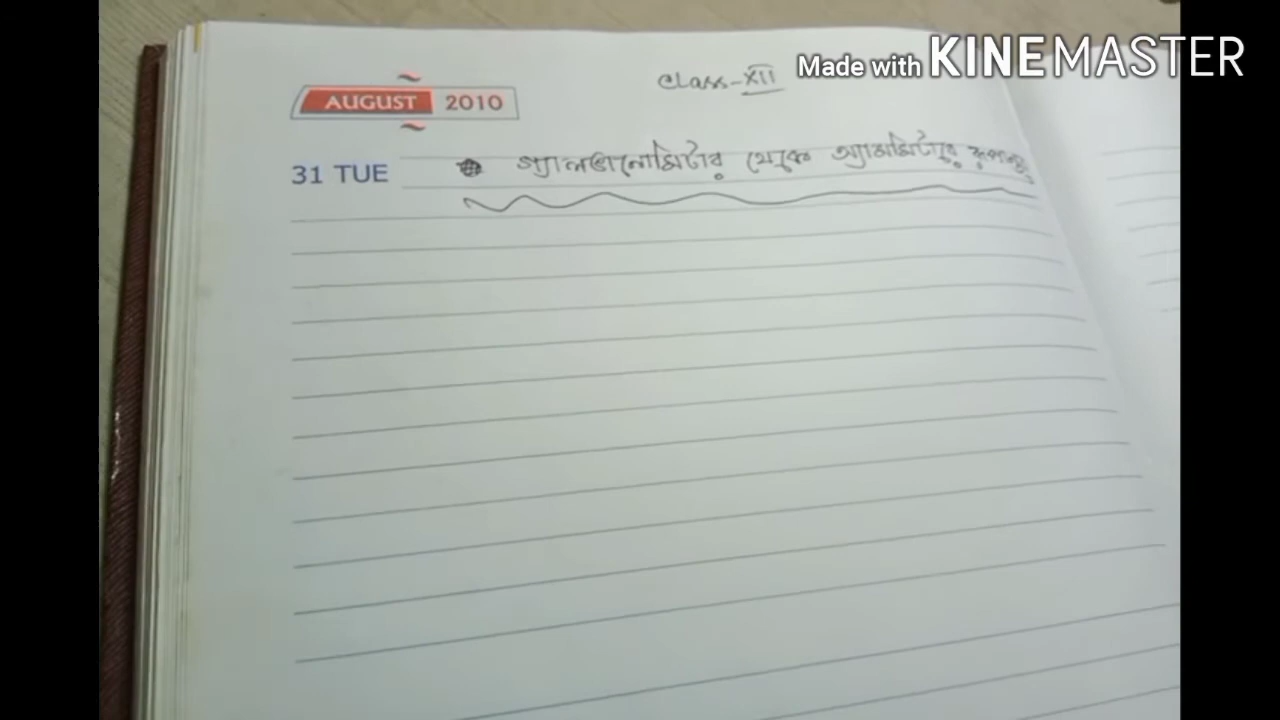 Made with KINEMASTER
Class-XII
AUGUST 2010
31 TUE
গ্যালভানোমিটার থেকে অ্যামমিটারে রূপান্তর